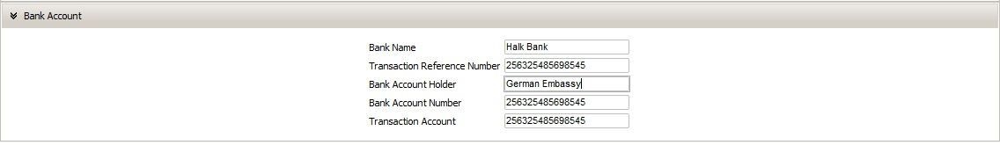 Bank Account
Bank Name Halk Bank
Transaction Reference Number 256325485698545
Bank Account Holder German Embassy
Bank Account Number 256325485698545
Transaction Account 256325485698545